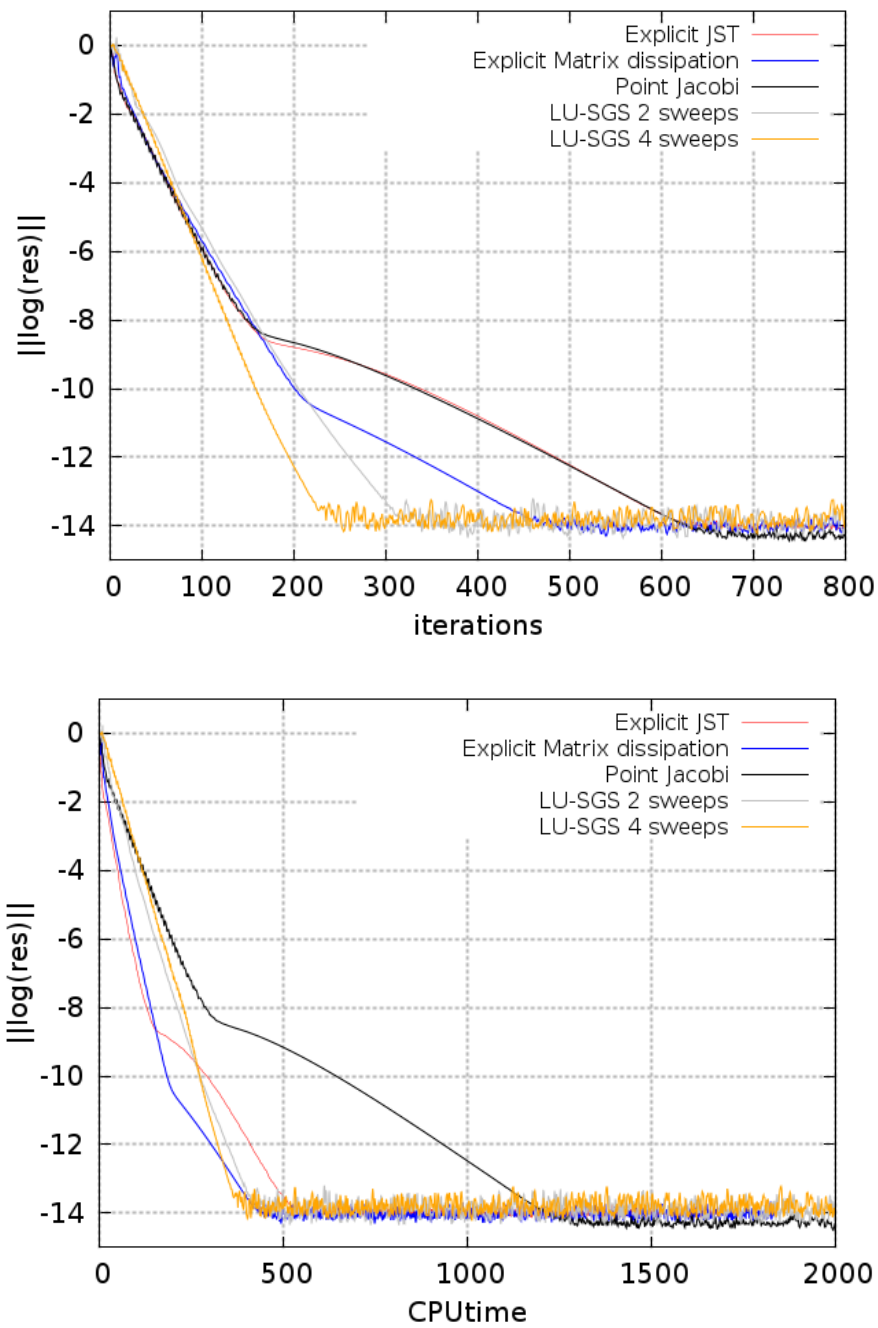 Explicit JST
Explicit Matrix dissipation
Point Jacobi
LU-SGS 2 sweeps
LU-SGS 4 sweeps
0
-2
-4
-6
-8
-10
-12
-14
||log(res)||
0 100 200 300 400 500 600 700 800
iterations
Explicit JST
Explicit Matrix dissipation
Point Jacobi
LU-SGS 2 sweeps
LU-SGS 4 sweeps
0
-2
-4
-6
-8
-10
-12
-14
||log(res)||
0 500 1000 1500 2000
CPUtime